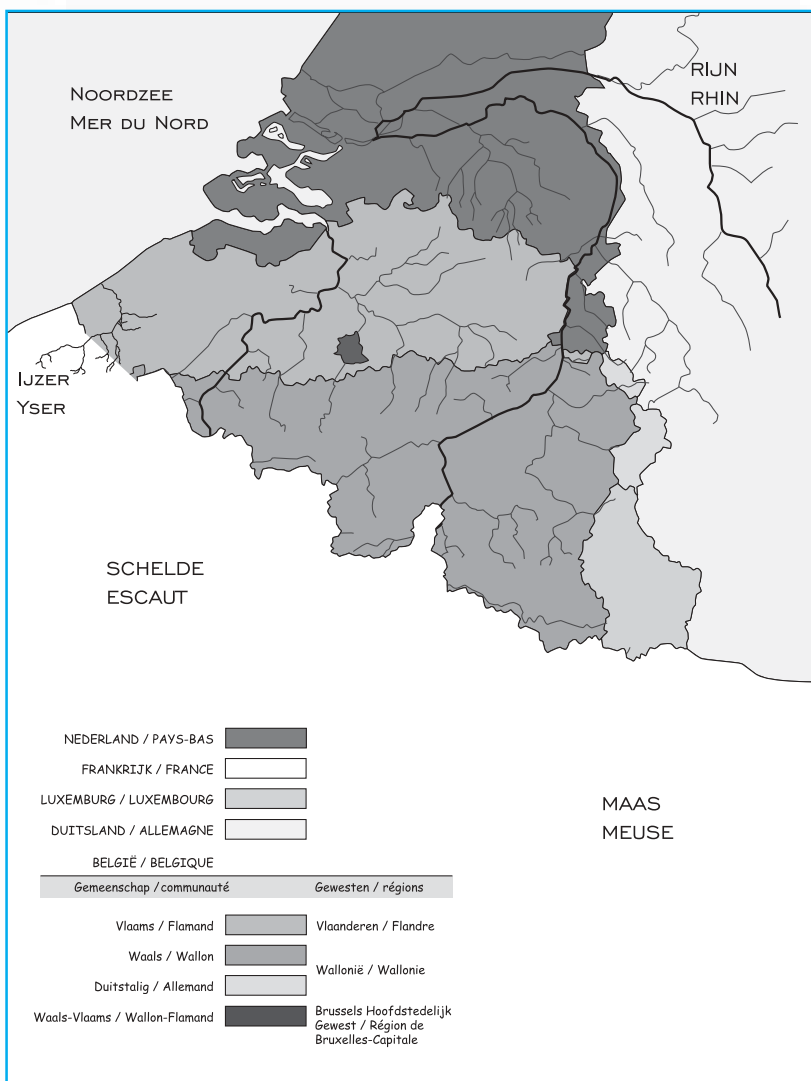 NOORDZEE
MER DU NORD
RIJN
RHIN
IJZER
YSER
SCHELDE
ESCAUT
NEDERLAND / PAYS-BAS
FRANKRIJK / FRANCE
LUXEMBURG / LUXEMBOURG
DUITSLAND / ALLEMAGNE
MAAS
MEUSE
BELGIË / BELGIQUE
Gemeenschap / communauté Gewesten / régions
Vlaams / Flamand Vlaanderen / Flandre
Waals / Wallon
Wallonië / Wallonie
Duitstalig / Allemand
Waals-Vlaams / Wallon-Flamand
Brussels Hoofdstedelijk
Gewest / Région de
Bruxelles-Capitale